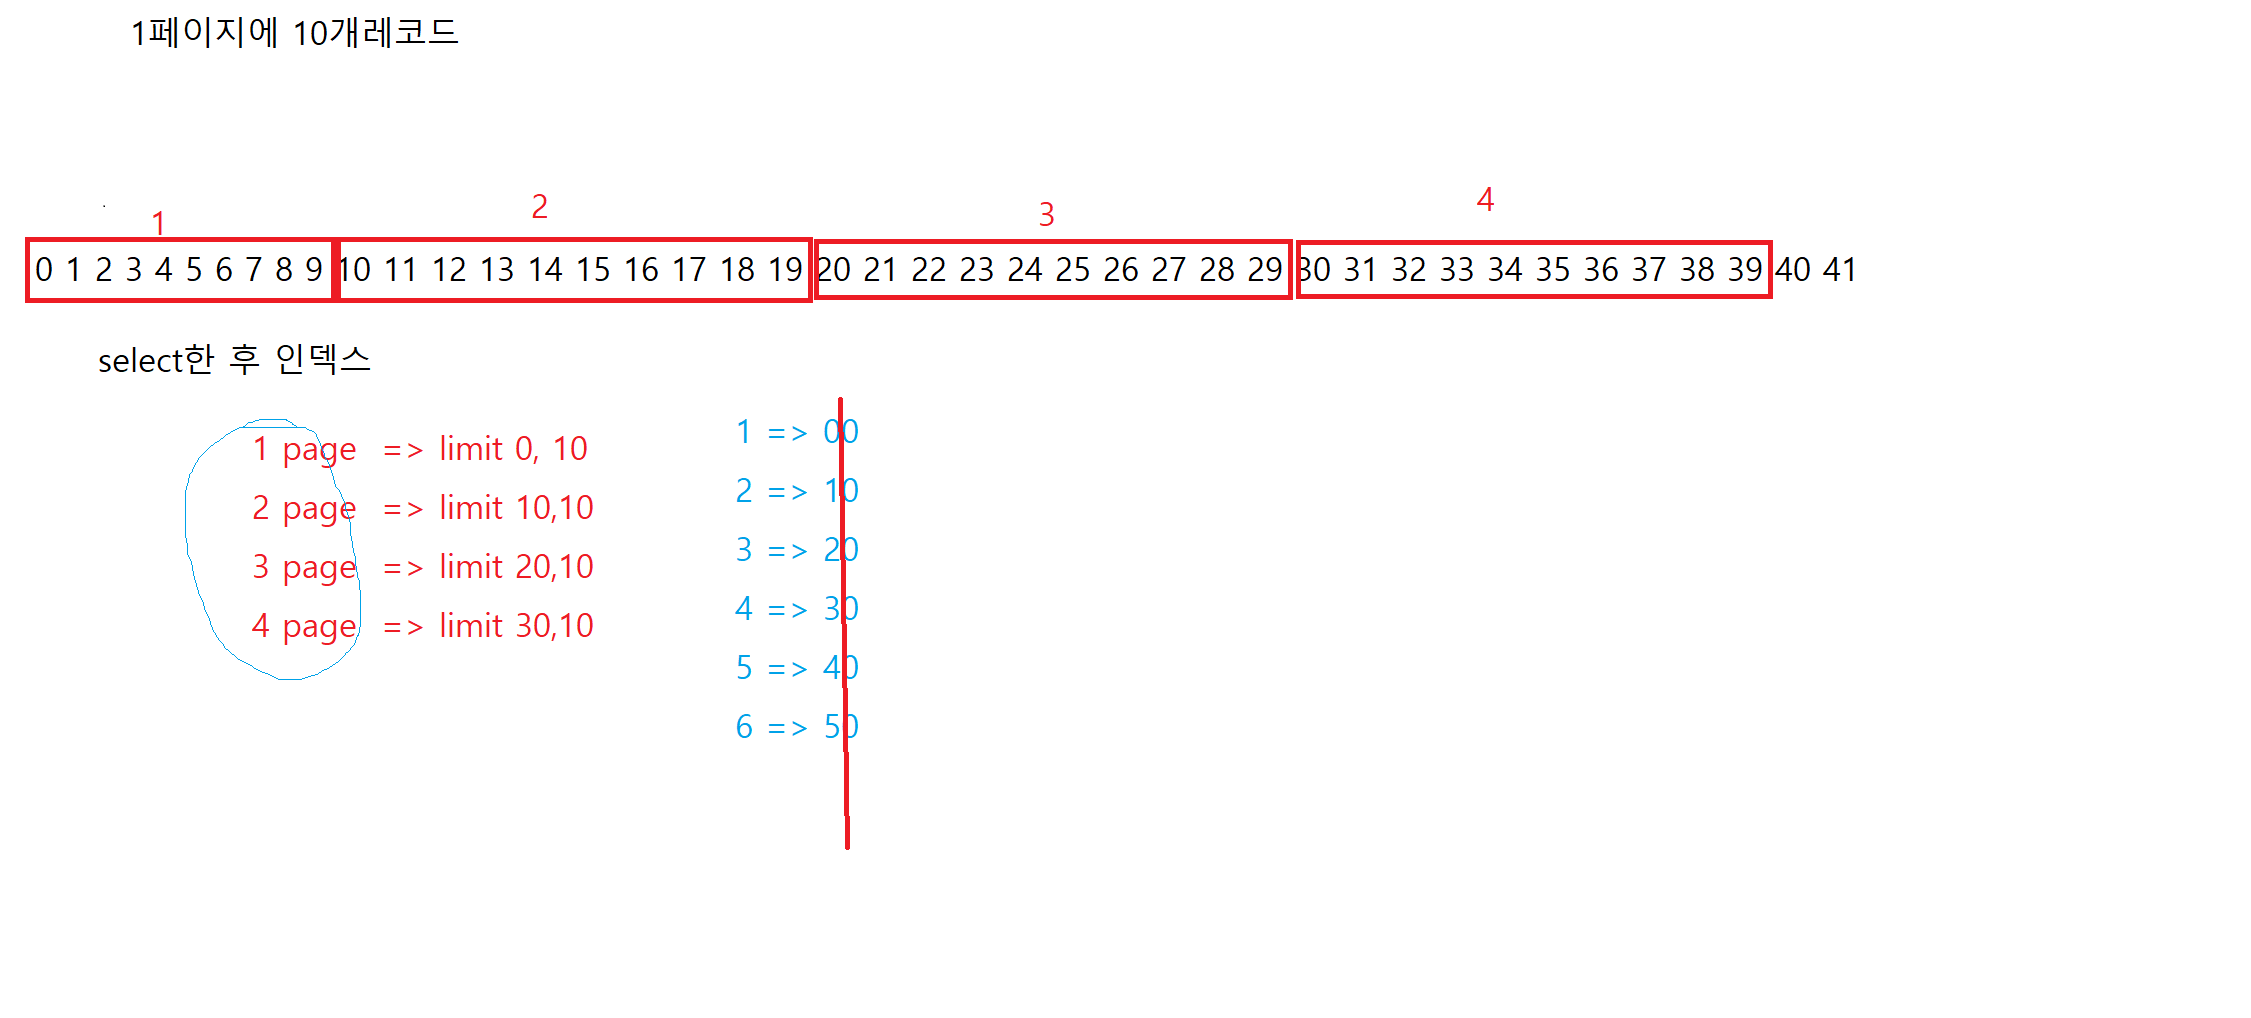 1페이지에 10개레코드
1 2 3 4
0 1 2 3 4 5 6 7 8 9 10 11 12 13 14 15 16 17 18 19 20 21 22 23 24 25 26 27 28 29 30 31 32 33 34 35 36 37 38 39 40 41
select한 후 인덱스
1 page => limit 0, 10
2 page => limit 10,10
3 page => limit 20,10
4 page => limit 30,10
1 => 00
2 => 10
3 => 20
4 => 30
5 => 40
6 => 50